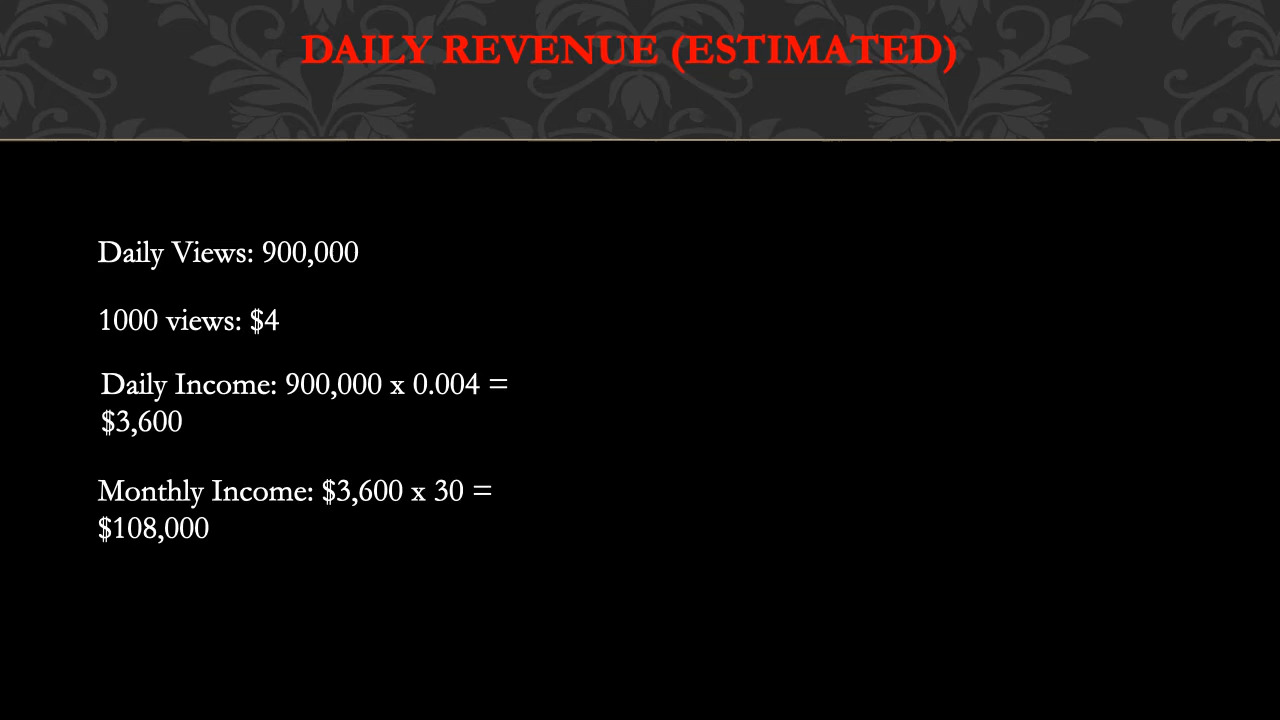 DAILY REVENUE (ESTIMATED)
Daily Views: 900,000
1000 views: $4
Daily Income: 900,000 x 0.004 =
$3,600
Monthly Income: $3,600 x 30 =
$108,000